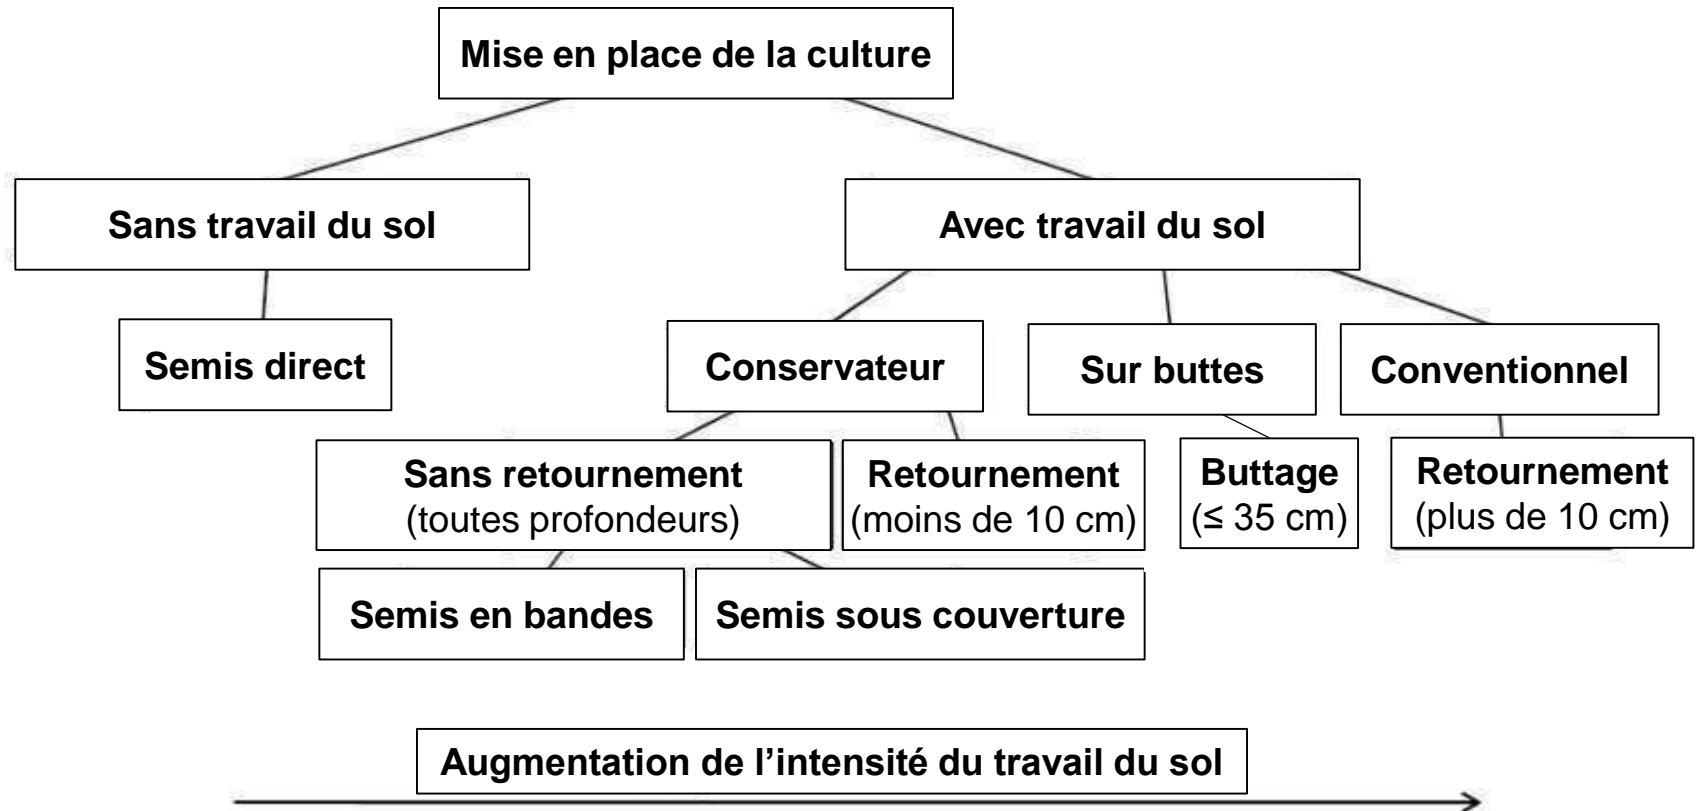 Mise en place de la culture
Sans travail du sol
Avec travail du sol
Semis direct
Conservateur
Sur buttes
Conventionnel
Sans retournement
(toutes profondeurs)
Retournement
(moins de 10 cm)
Buttage
(≤ 35 cm)
Retournement
(plus de 10 cm)
Semis en bandes
Semis sous couverture
Augmentation de l’intensité du travail du sol